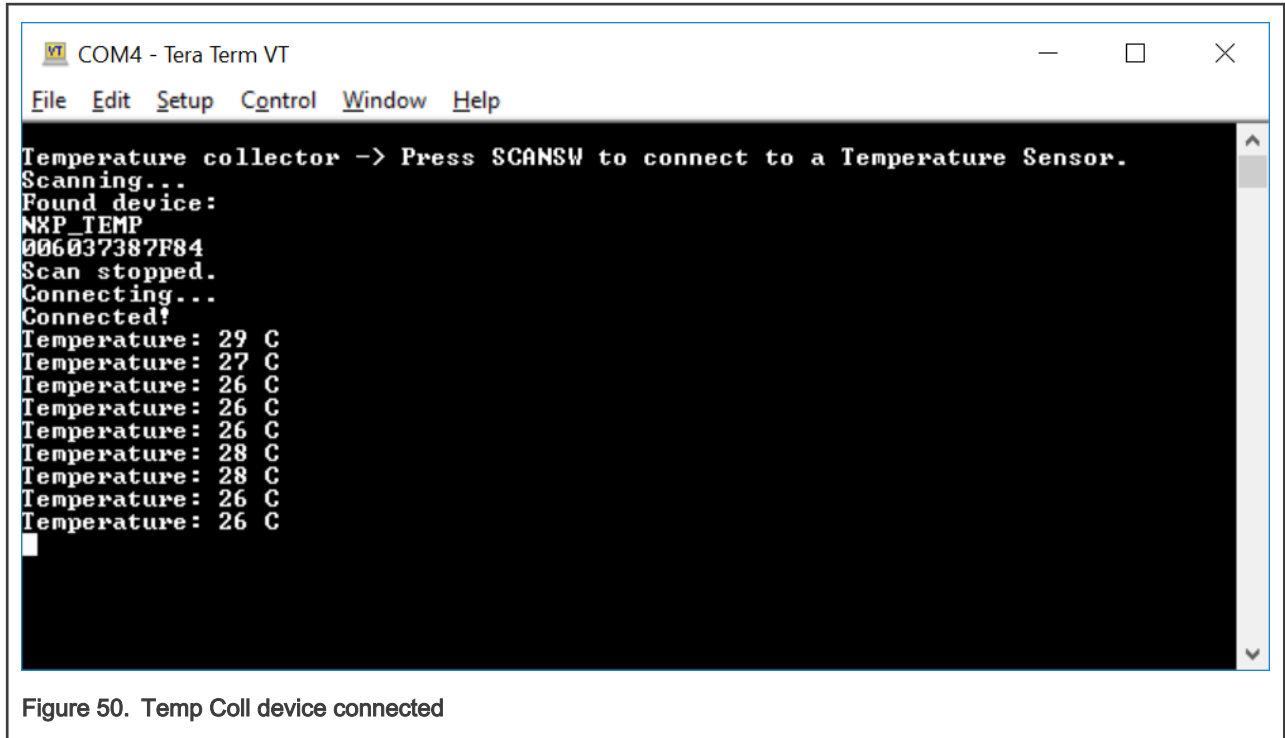 COM4 - Tera Term VT
File Edit Setup Control Window Help
Temperature collector -> Press SCANSW to connect to a Temperature Sensor.
Scanning...
Found device:
NXP_TEMP
006037387F84
Scan stopped.
Connecting...
Connected!
Temperature: 29 C
Temperature: 27 C
Temperature: 26 C
Temperature: 26 C
Temperature: 26 C
Temperature: 28 C
Temperature: 28 C
Temperature: 26 C
Temperature: 26 C
Figure 50. Temp Coll device connected